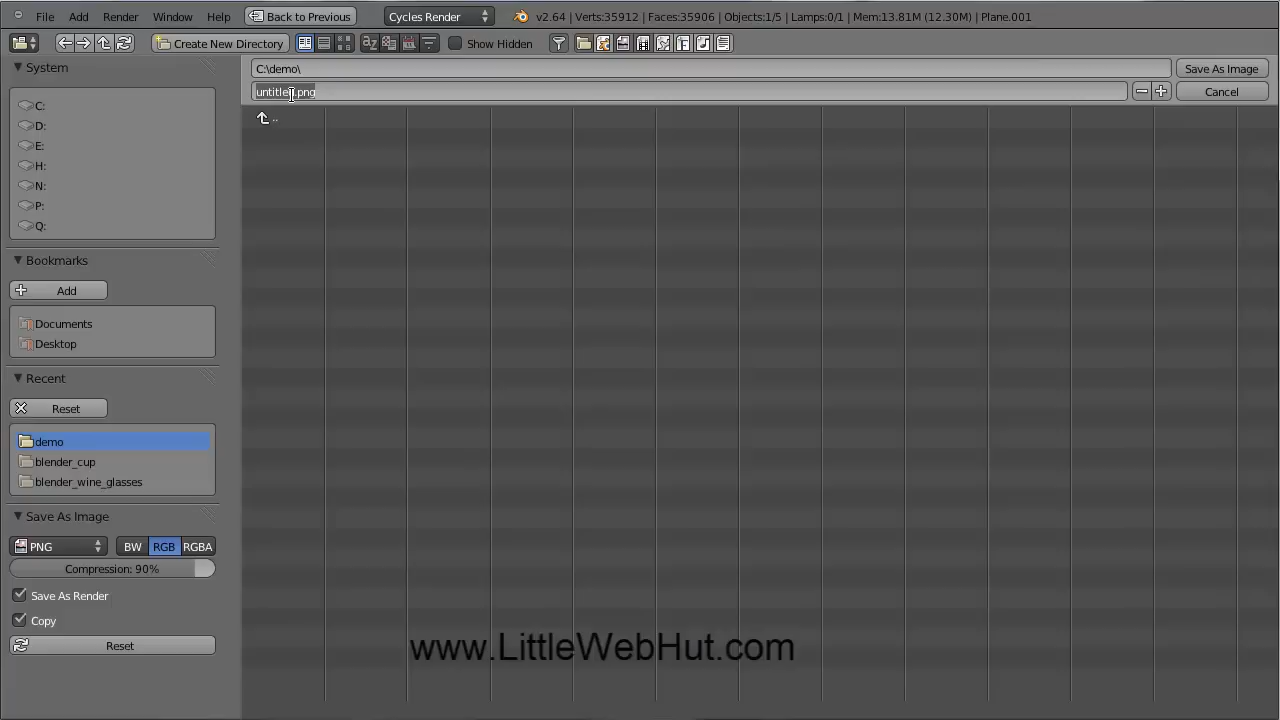 File Add Render Window Help Back to Previous Cycles Render v2.64 | Verts:35912 | Faces:35906 | Objects:1/5 | Lamps:0/1 | Mem:13.81M (12.30M) | Plane.001
Create New Directory Show Hidden
System
C:\demo\ Save As Image
untitled.png Cancel
C:
..
D:
E:
H:
N:
P:
Q:
Bookmarks
Add
Documents
Desktop
Recent
Reset
demo
blender_cup
blender_wine_glasses
Save As Image
PNG BW RGB RGBA
Compression: 90%
Save As Render
Copy
Reset
www.LittleWebHut.com